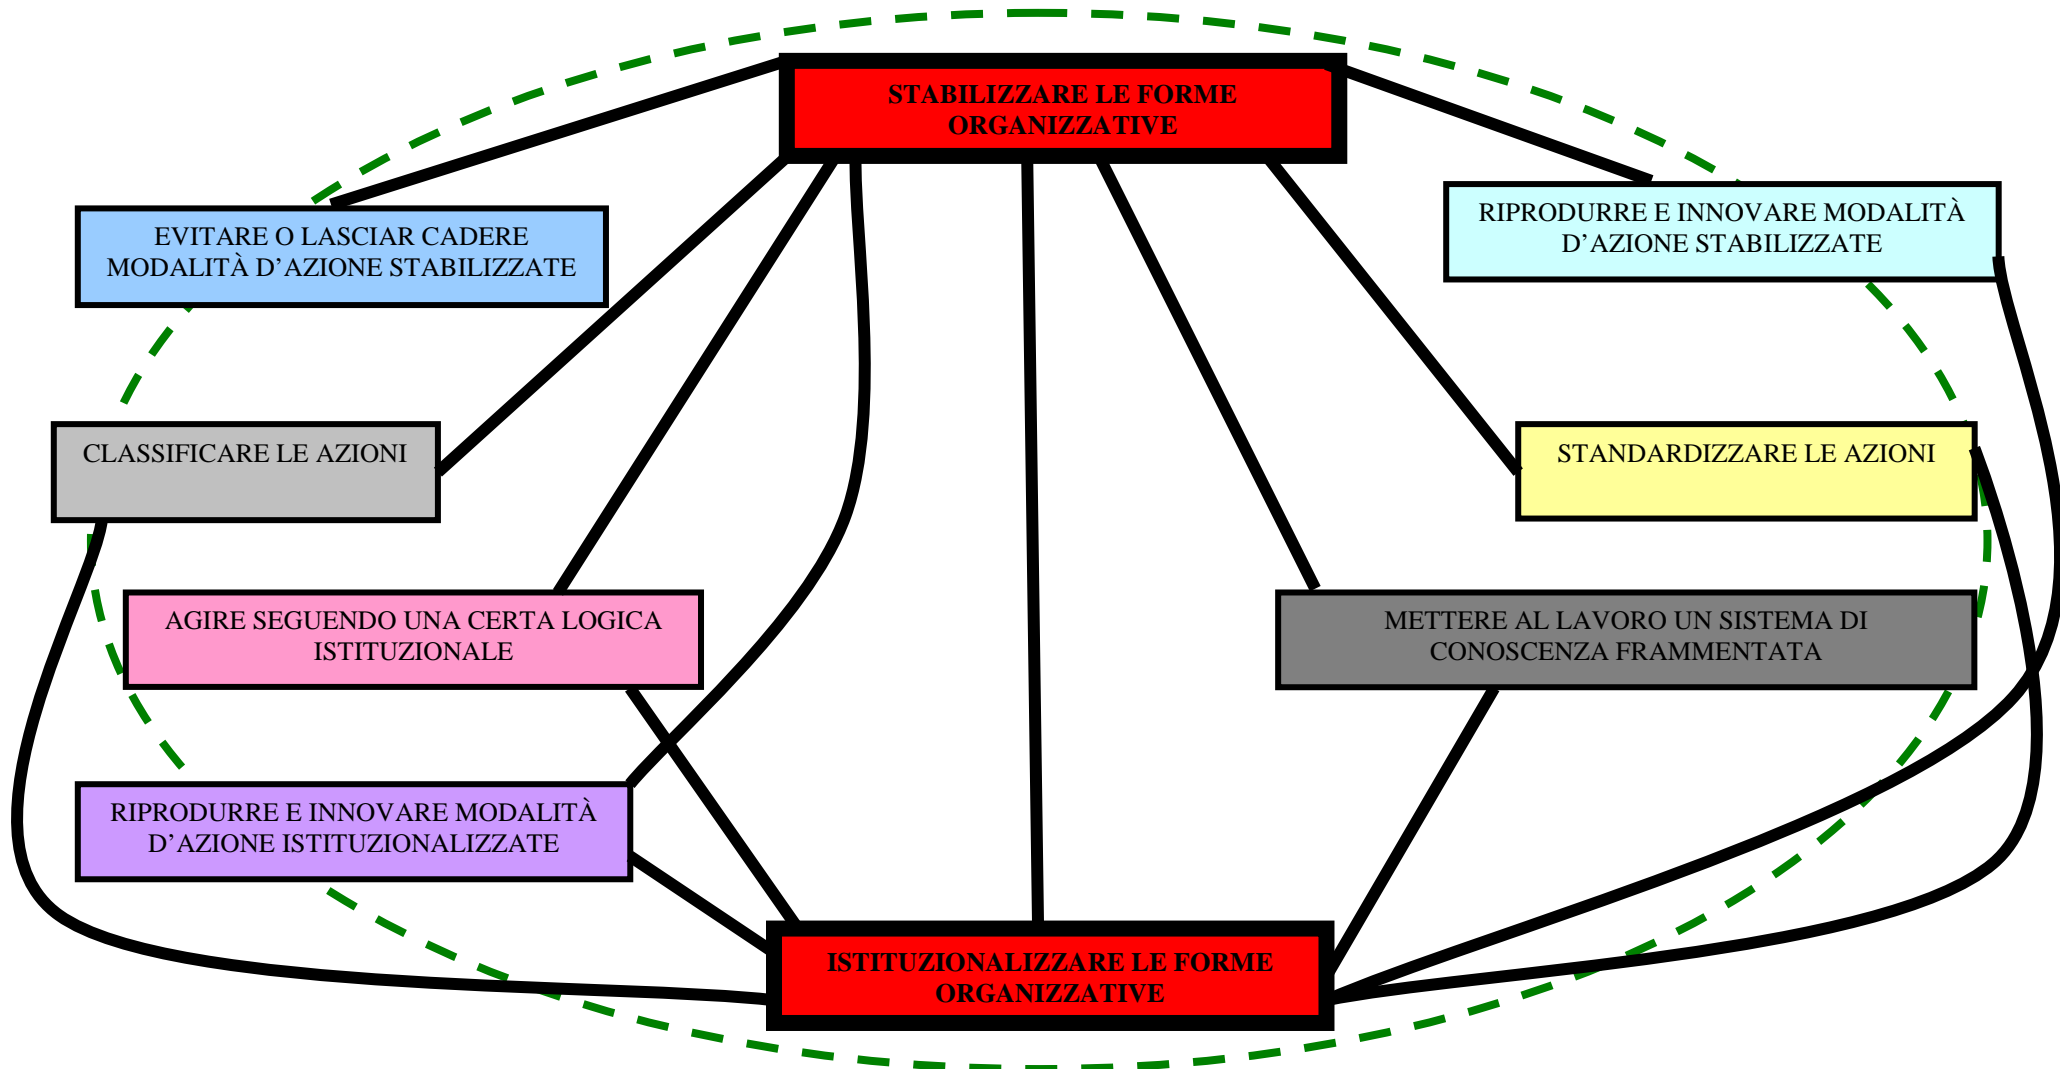 STABILIZZARE LE FORME
ORGANIZZATIVE
EVITARE O LASCIAR CADERE
MODALITÀ D’AZIONE STABILIZZATE
RIPRODURRE E INNOVARE MODALITÀ
D’AZIONE STABILIZZATE
CLASSIFICARE LE AZIONI
STANDARDIZZARE LE AZIONI
AGIRE SEGUENDO UNA CERTA LOGICA
ISTITUZIONALE
METTERE AL LAVORO UN SISTEMA DI
CONOSCENZA FRAMMENTATA
RIPRODURRE E INNOVARE MODALITÀ
D’AZIONE ISTITUZIONALIZZATE
ISTITUZIONALIZZARE LE FORME
ORGANIZZATIVE